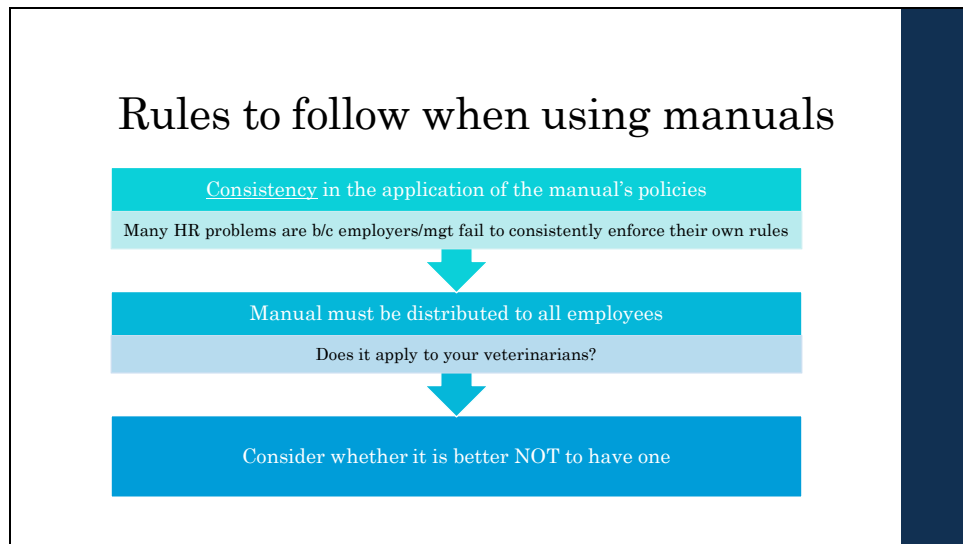 Rules to follow when using manuals
Consistency in the application of the manual's policies
Many HR problems are b/c employers/mgt fail to consistently enforce their own rules
Manual must be distributed to all employees
Does it apply to your veterinarians?
Consider whether it is better NOT to have one